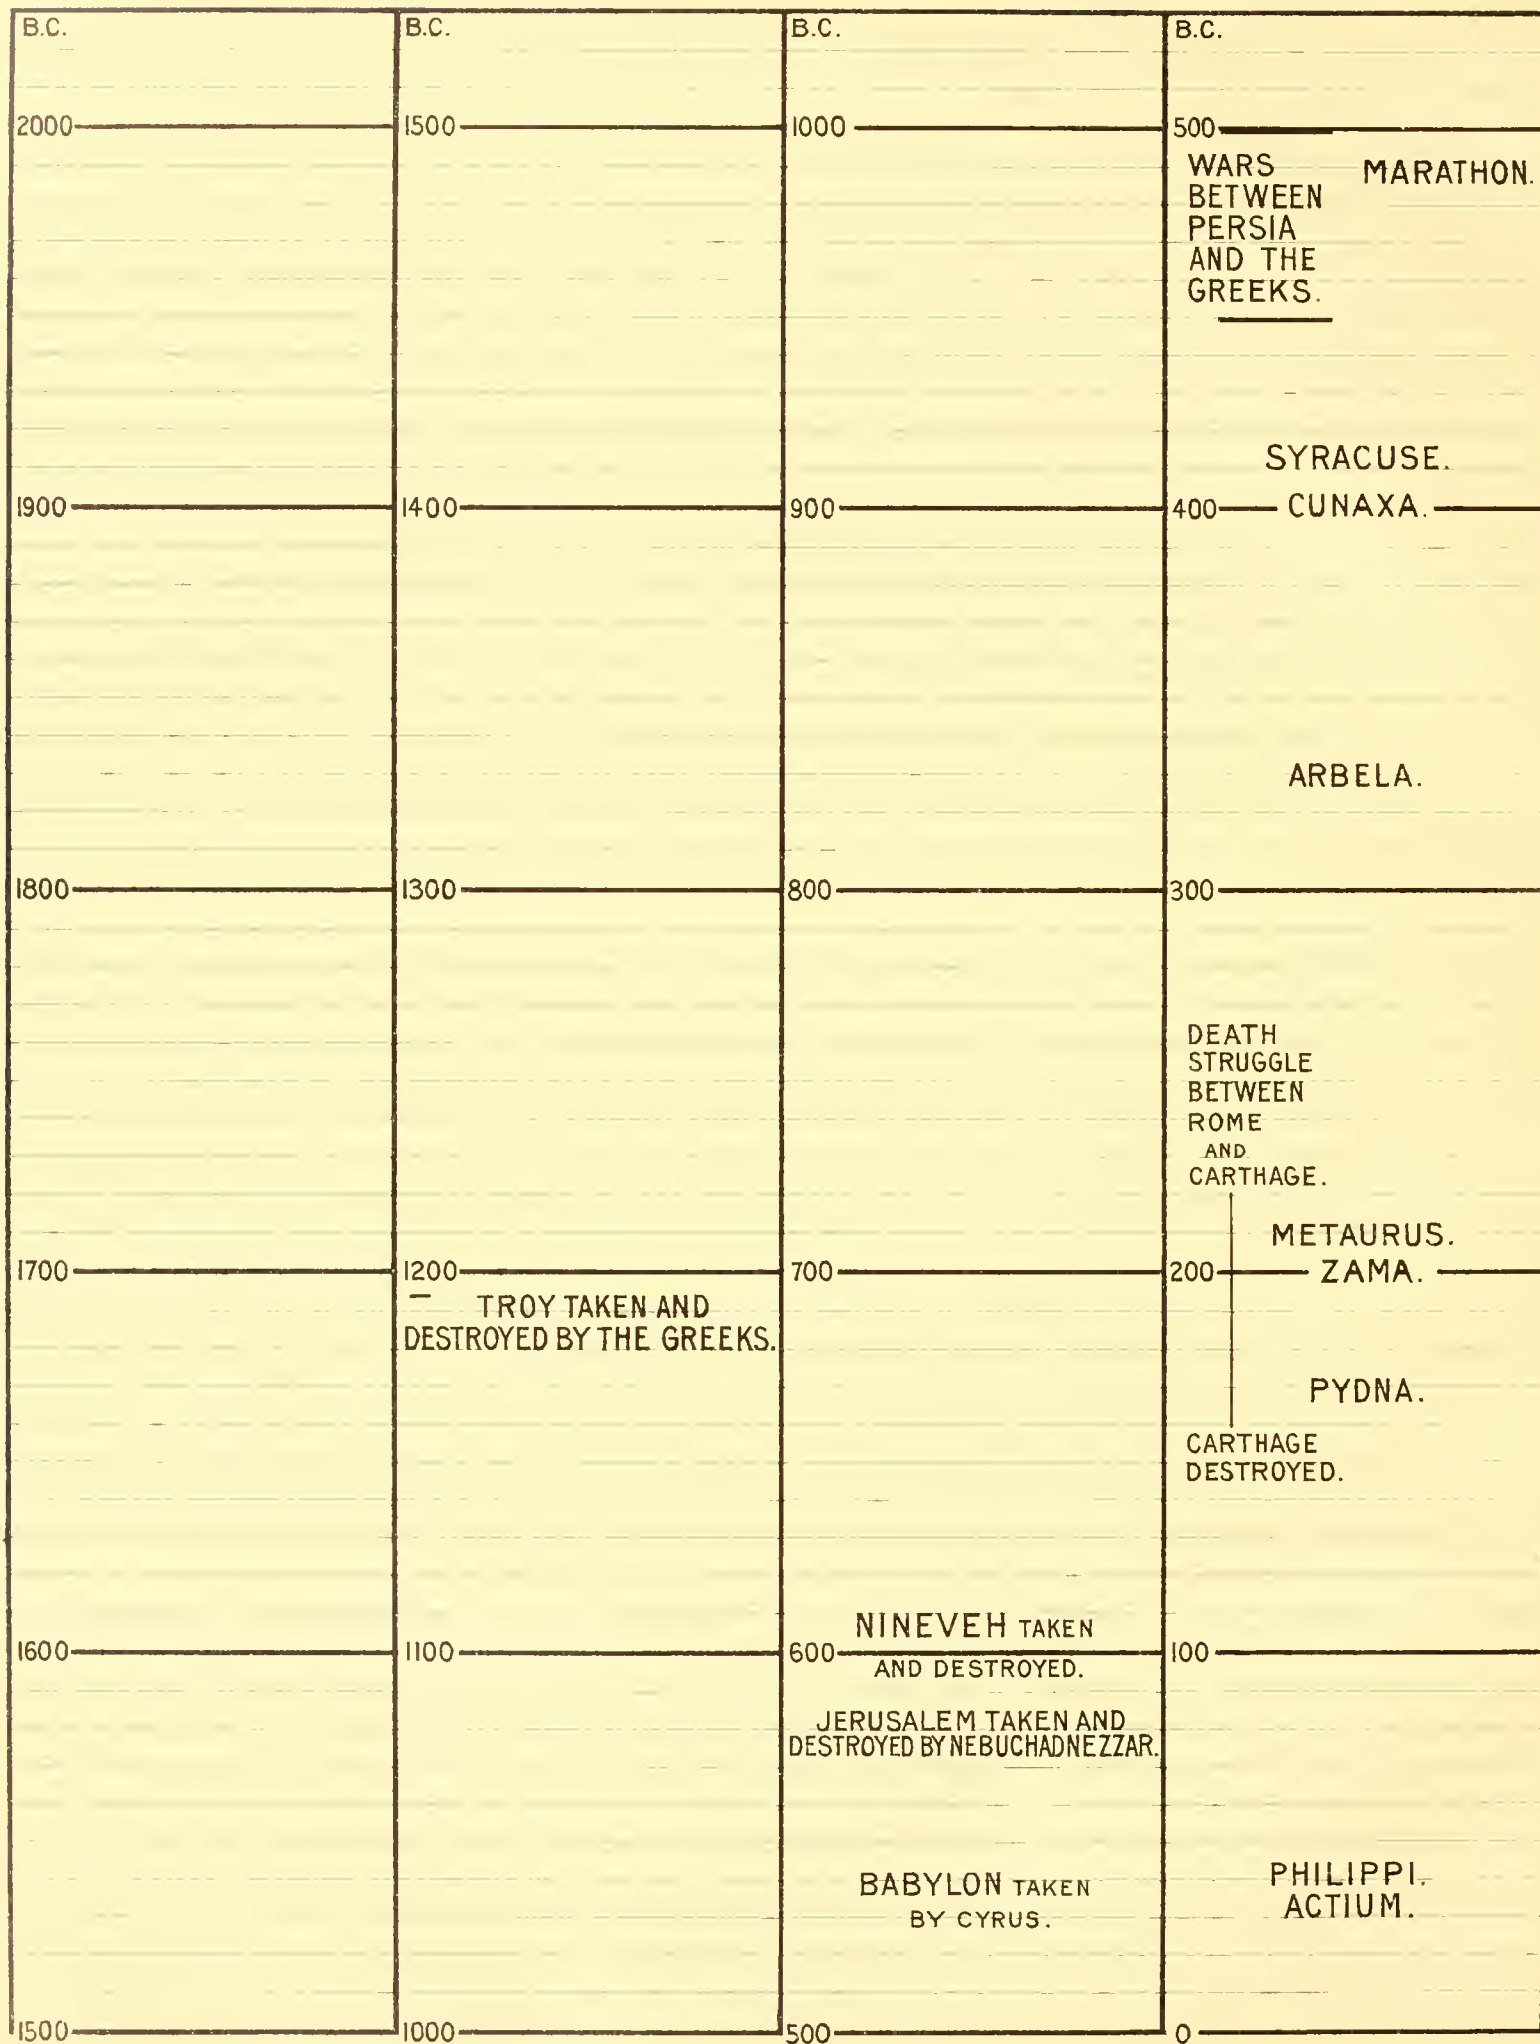 B.C.
2000
1900
1800
1700
1600
1500
B.C.
1500
1400
1300
1200
TROY TAKEN AND
DESTROYED BY THE GREEKS.
1100
1000
B.C.
1000
900
800
700
NINEVEH TAKEN
600
AND DESTROYED.
JERUSALEM TAKEN AND
DESTROYED BY NEBUCHADNEZZAR.
BABYLON TAKEN
BY CYRUS.
500
B.C.
500
WARS
BETWEEN
PERSIA
AND THE
GREEKS.
MARATHON.
SYRACUSE.
400 CUNAXA.
ARBELA.
300
DEATH
STRUGGLE
BETWEEN
ROME
AND
CARTHAGE.
METAURUS.
200 ZAMA.
PYDNA.
CARTHAGE
DESTROYED.
100
PHILIPPI.
ACTIUM.
0